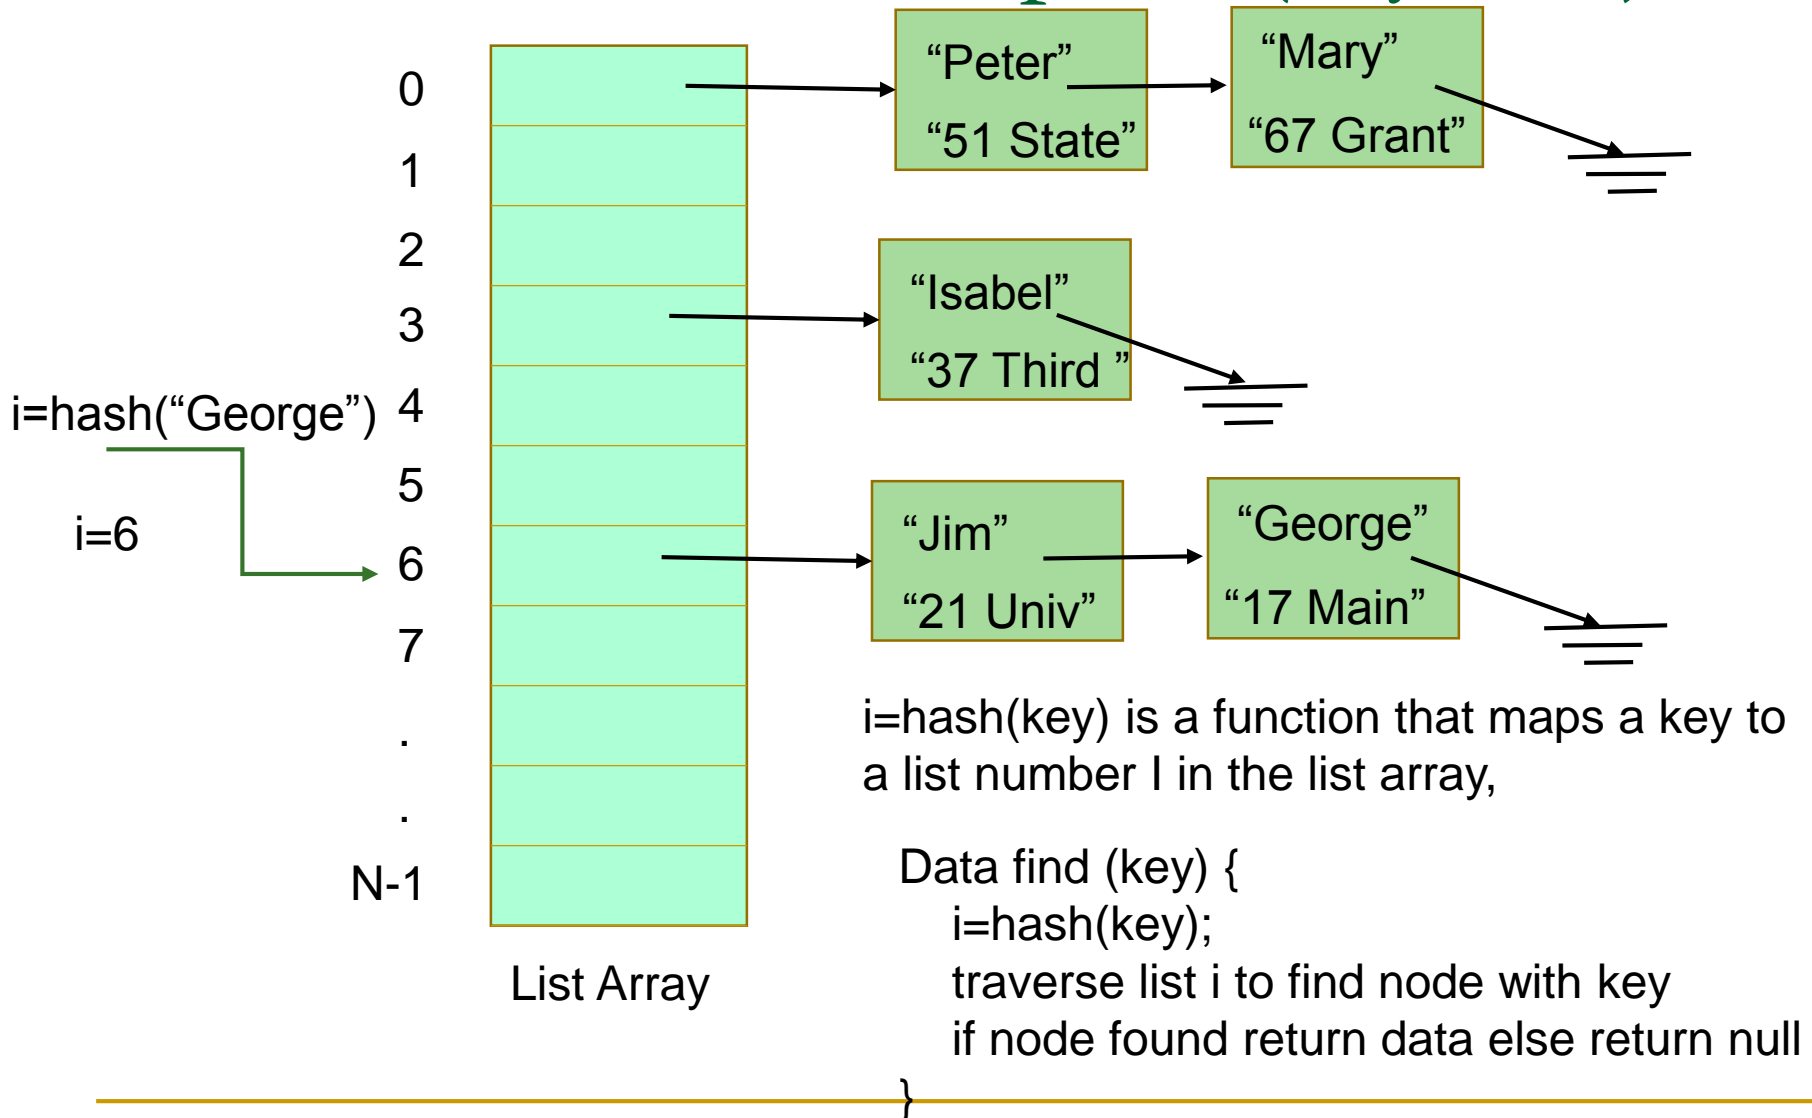 0
1
2
3
4
5
6
7
.
.
N-1
List Array
i=hash(“George”)
i=6
“Peter”
“51 State”
“Mary”
“67 Grant”
“Isabel”
“37 Third ”
“Jim”
“21 Univ”
“George”
“17 Main”
i=hash(key) is a function that maps a key to
a list number I in the list array,
Data find (key) {
i=hash(key);
traverse list i to find node with key
if node found return data else return null
}